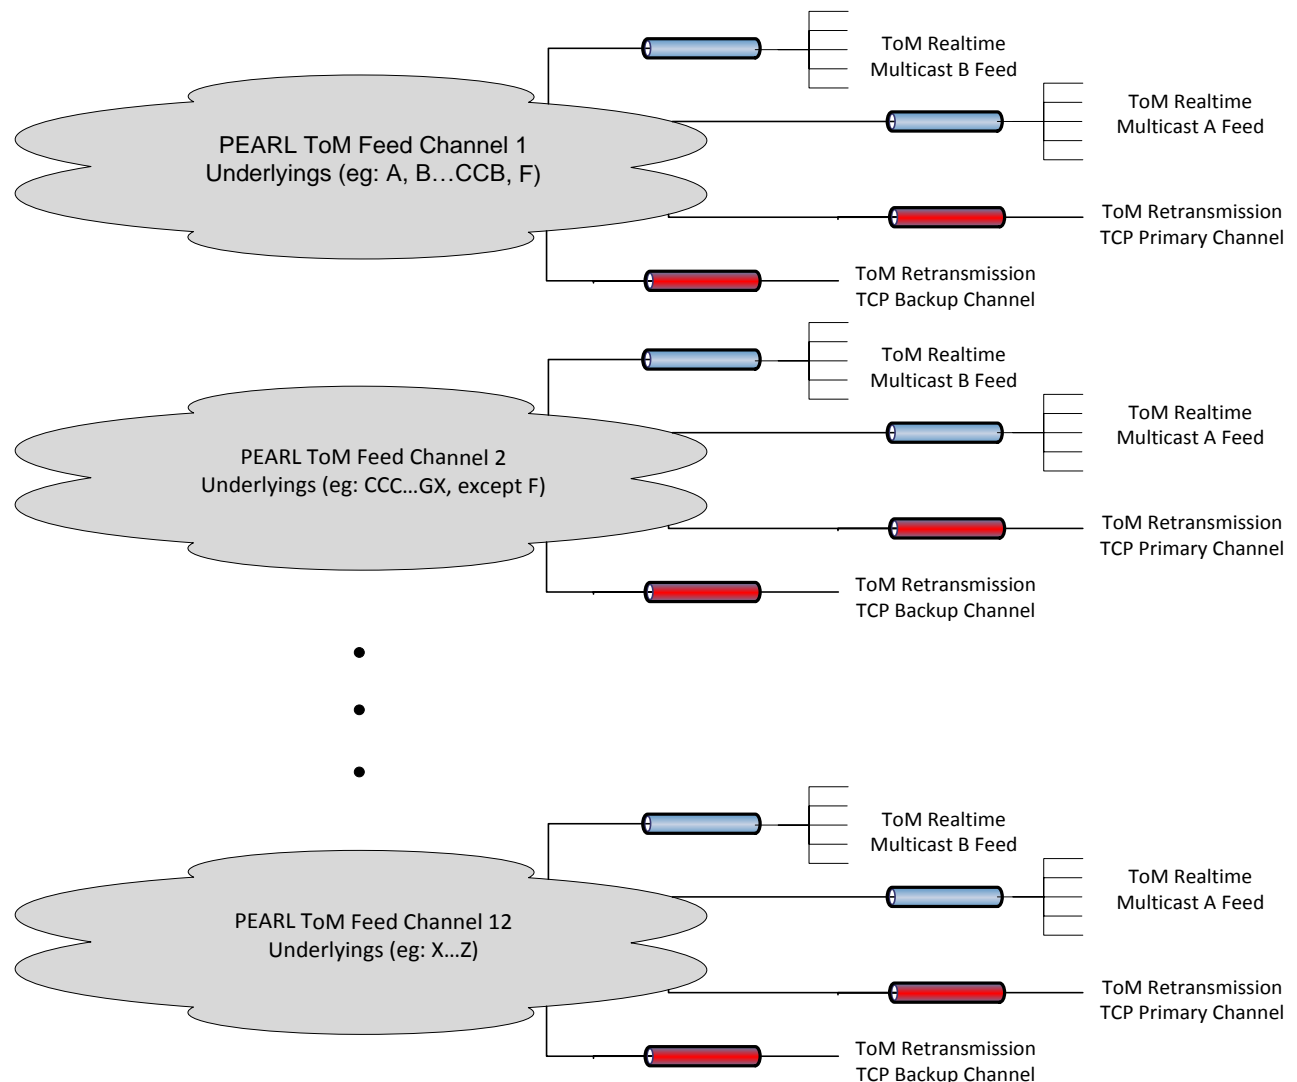 ToM Realtime
Multicast B Feed
ToM Realtime
Multicast A Feed
PEARL ToM Feed Channel 1
Underlyings (eg: A, B…CCB, F)
ToM Retransmission
TCP Primary Channel
ToM Retransmission
TCP Backup Channel
ToM Realtime
Multicast B Feed
ToM Realtime
Multicast A Feed
PEARL ToM Feed Channel 2
Underlyings (eg: CCC…GX, except F)
ToM Retransmission
TCP Primary Channel
ToM Retransmission
TCP Backup Channel
ToM Realtime
Multicast B Feed
ToM Realtime
Multicast A Feed
PEARL ToM Feed Channel 12
Underlyings (eg: X…Z)
ToM Retransmission
TCP Primary Channel
ToM Retransmission
TCP Backup Channel